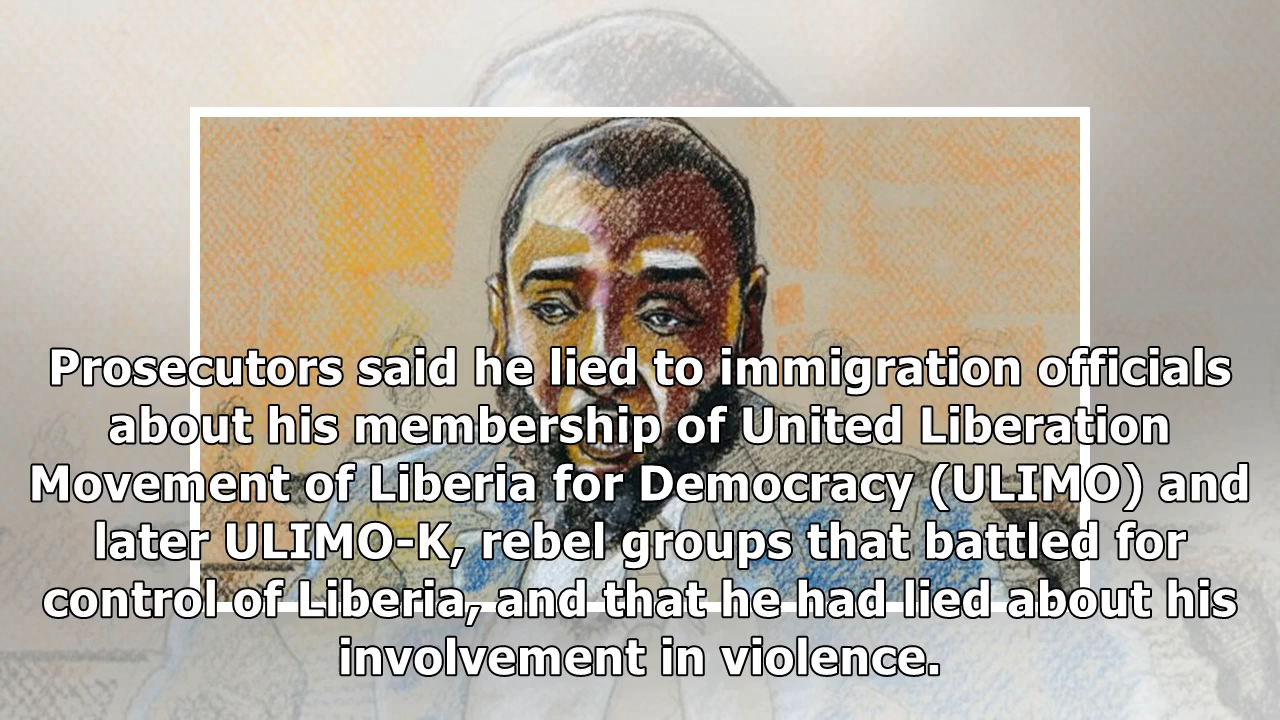 Prosecutors said he lied to immigration officials
about his membership of United Liberation
Movement of Liberia for Democracy (ULIMO) and
later ULIMO-K, rebel groups that battled for
control of Liberia, and that he had lied about his
involvement in violence.